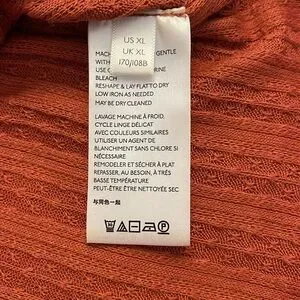 US XL
UK XL
170/108B
MACH GENTLE
WITH
USE
BLEACH
RESHAPE & LAY FLAT TO DRY
LOW IRON AS NEEDED
MAY BE DRY CLEANED
LAVAGE MACHINE À FROID,
CYCLE LINGE DÉLICAT
AVEC COULEURS SIMILAIRES
UTILISER UN AGENT DE
BLANCHIMENT SANS CHLORE SI
NÉCESSAIRE
REMODELER ET SÉCHER À PLAT
REPASSER, AU BESOIN, À TRÈS
BASSE TEMPÉRATURE
PEUT-ÊTRE ÊTRE NETTOYÉE SEC
与同色一起